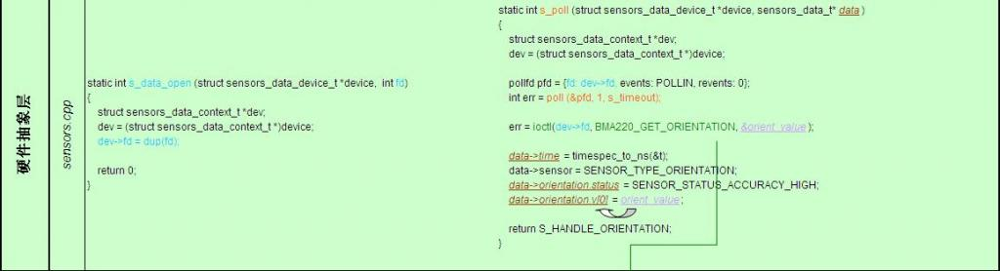 硬件抽象层
sensors.cpp
static int s_data_open (struct sensors_data_device_t *device, int fd)
{
struct sensors_data_context_t *dev;
dev = (struct sensors_data_context_t *)device;
dev->fd = dup(fd);
return 0;
}
static int s_poll (struct sensors_data_device_t *device, sensors_data_t* data )
{
struct sensors_data_context_t *dev;
dev = (struct sensors_data_context_t *)device;
pollfd pfd = {fd: dev->fd, events: POLLIN, revents: 0};
int err = poll (&pfd, 1, s_timeout);
err = ioctl(dev->fd, BMA220_GET_ORIENTATION, &orient_value );
data->time = timespec_to_ns(&t);
data->sensor = SENSOR_TYPE_ORIENTATION;
data->orientation.status = SENSOR_STATUS_ACCURACY_HIGH;
data->orientation.v[0] = orient_value ;
return S_HANDLE_ORIENTATION;
}